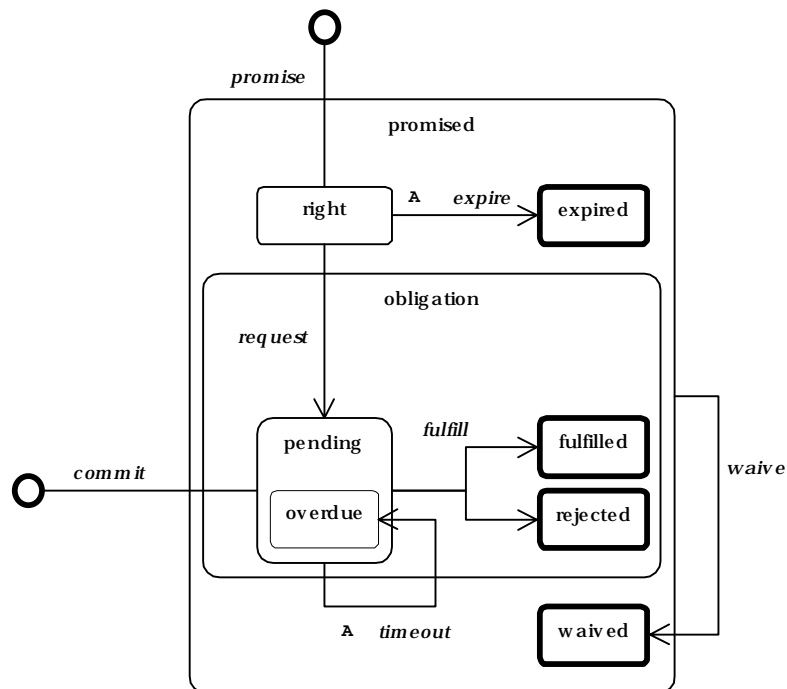 promise
promised
right
A expire
expired
obligation
request
pending
fulfill
fulfilled
commit
waive
overdue
rejected
A timeout
waived